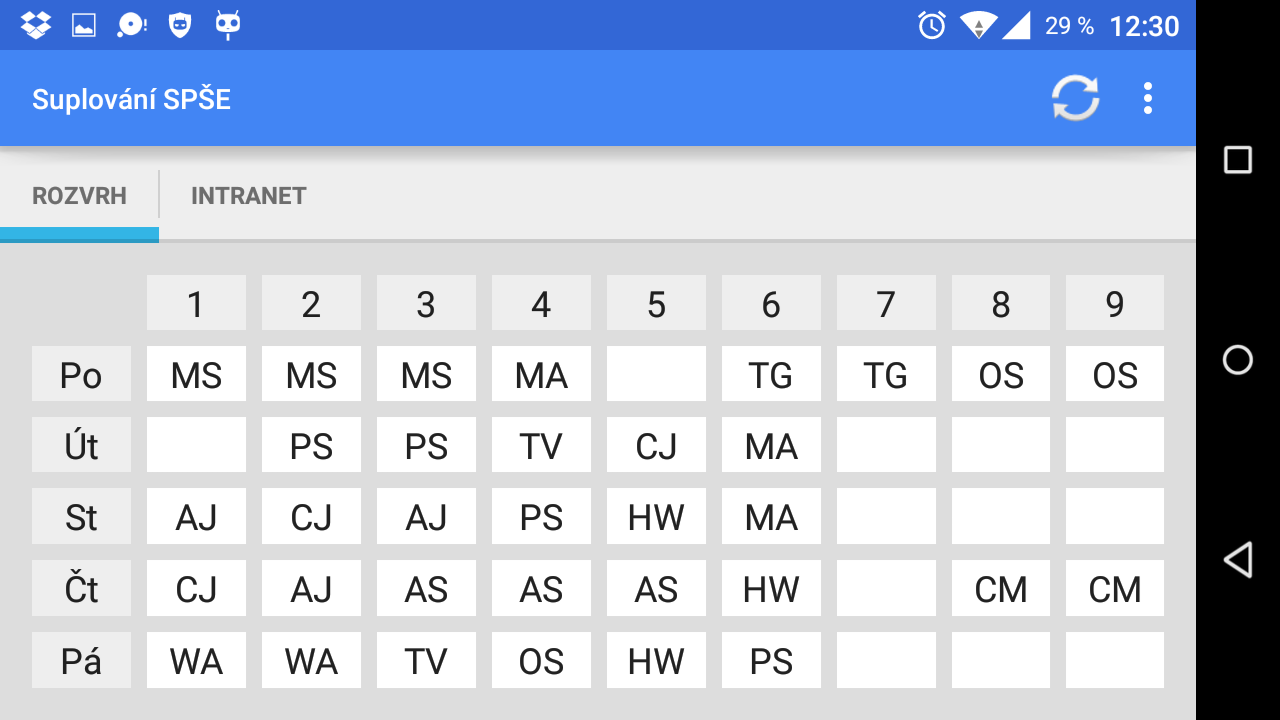 29 % 12:30
Suplování SPŠE
ROZVRH INTRANET
1 2 3 4 5 6 7 8 9
Po MS MS MS MA TG TG OS OS
Út PS PS TV CJ MA
St AJ CJ AJ PS HW MA
Čt CJ AJ AS AS AS HW CM CM
Pá WA WA TV OS HW PS